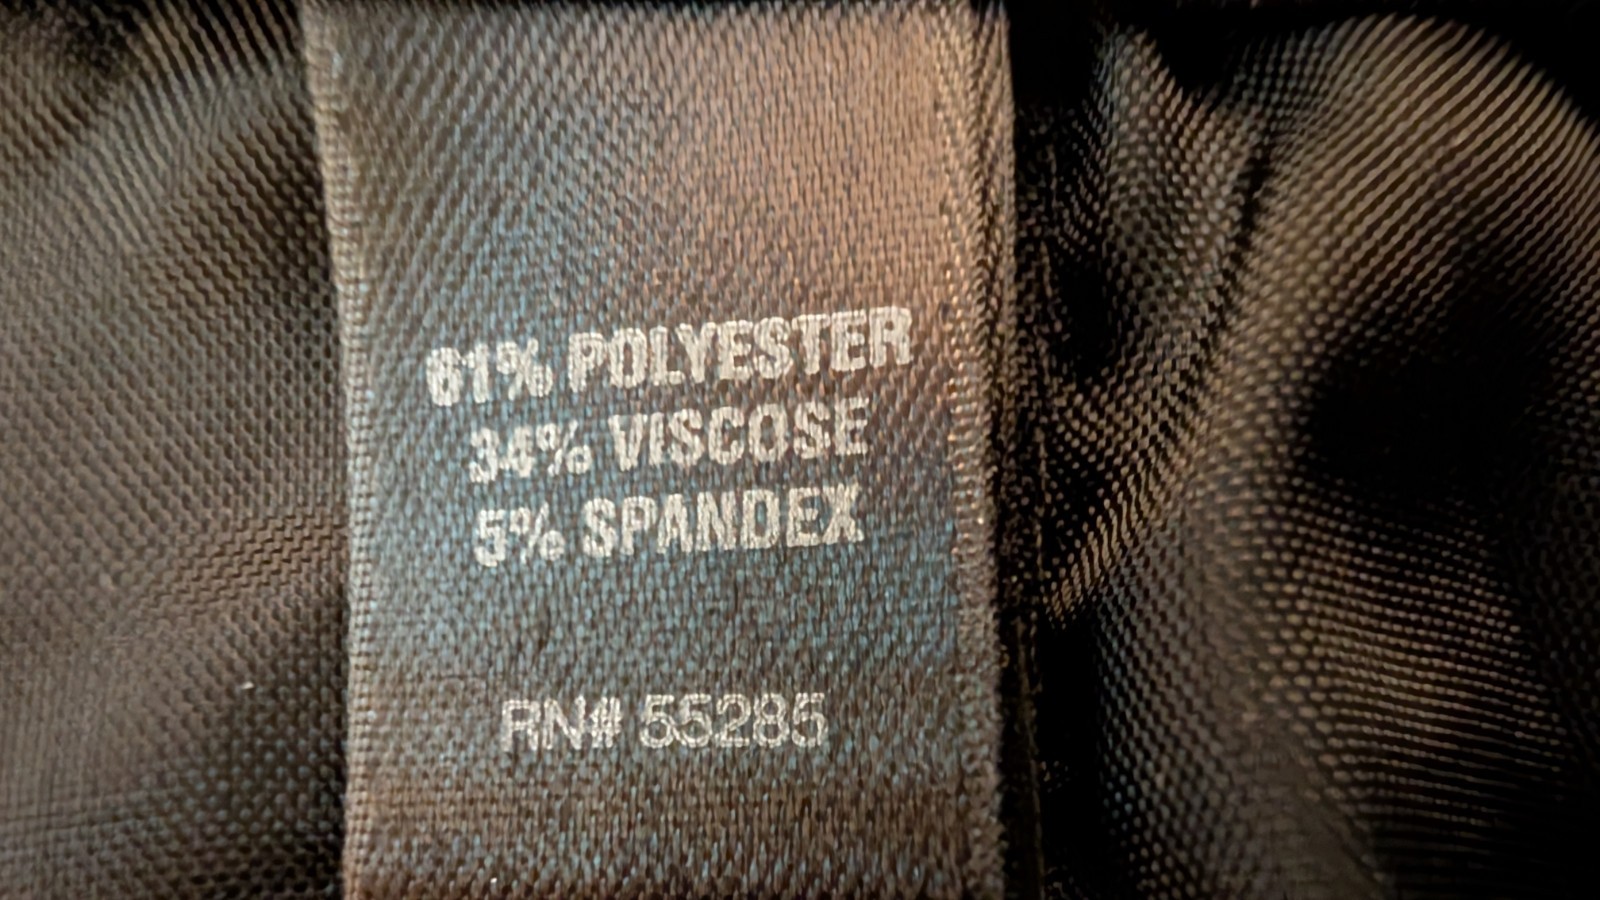 61% POLYESTER
34% VISCOSE
5% SPANDEX
RN# 55285